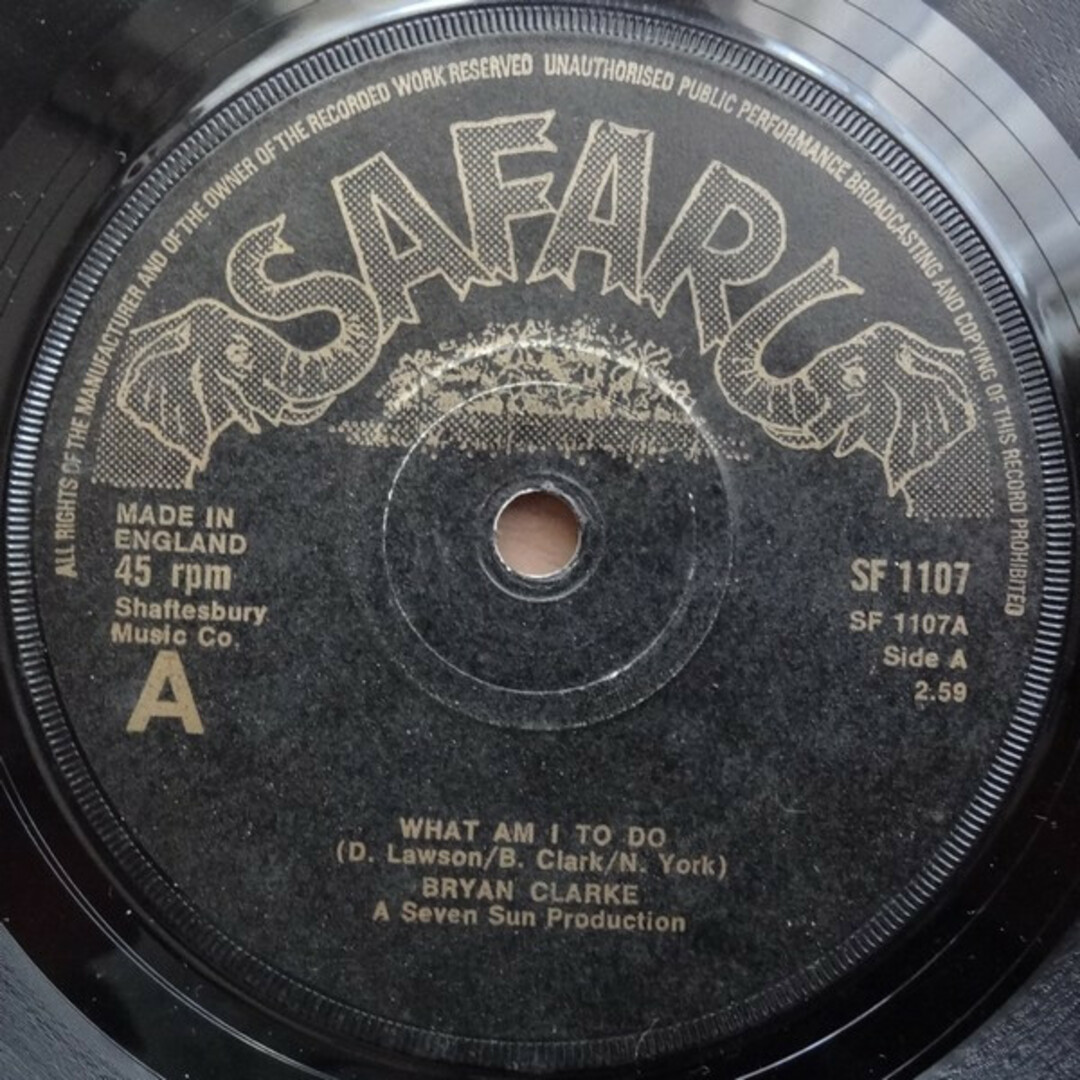 ALL RIGHTS OF THE MANUFACTURER AND OF THE OWNER OF THE RECORDED WORK RESERVED UNAUTHORISED PUBLIC PERFORMANCE BROADCASTING AND COPYING OF THIS RECORD PROHIBITED
SAFARI
MADE IN
ENGLAND
45 rpm
Shaftesbury
Music Co.
A
SF 1107
SF 1107A
Side A
2.59
WHAT AM I TO DO
(D. Lawson/B. Clark/N. York)
BRYAN CLARKE
A Seven Sun Production